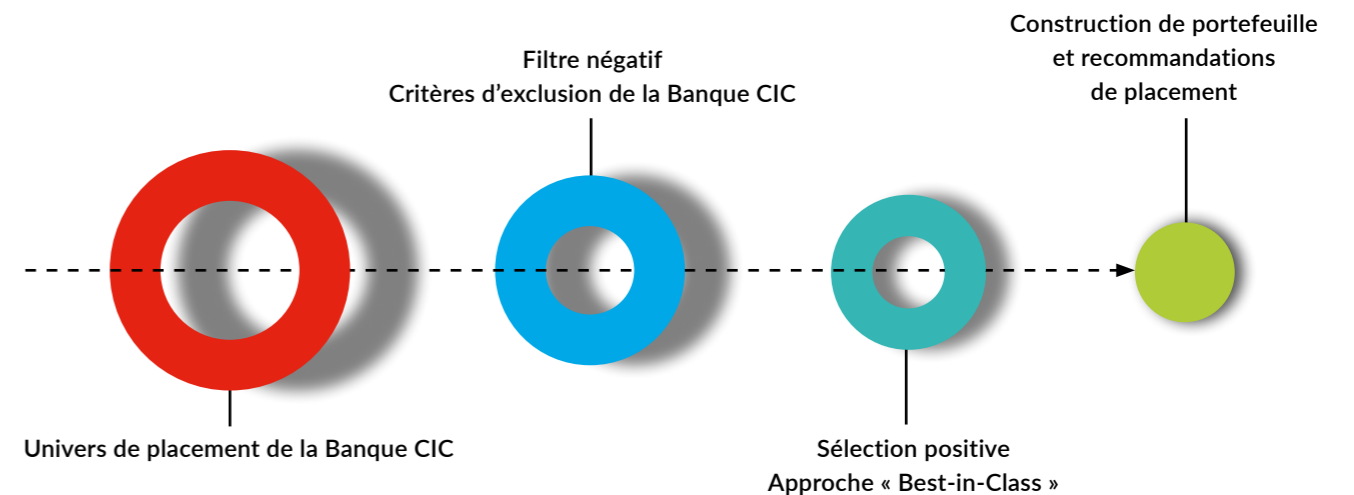 Univers de placement de la Banque CIC
Filtre négatif
Critères d’exclusion de la Banque CIC
Sélection positive
Approche « Best-in-Class »
Construction de portefeuille
et recommandations
de placement